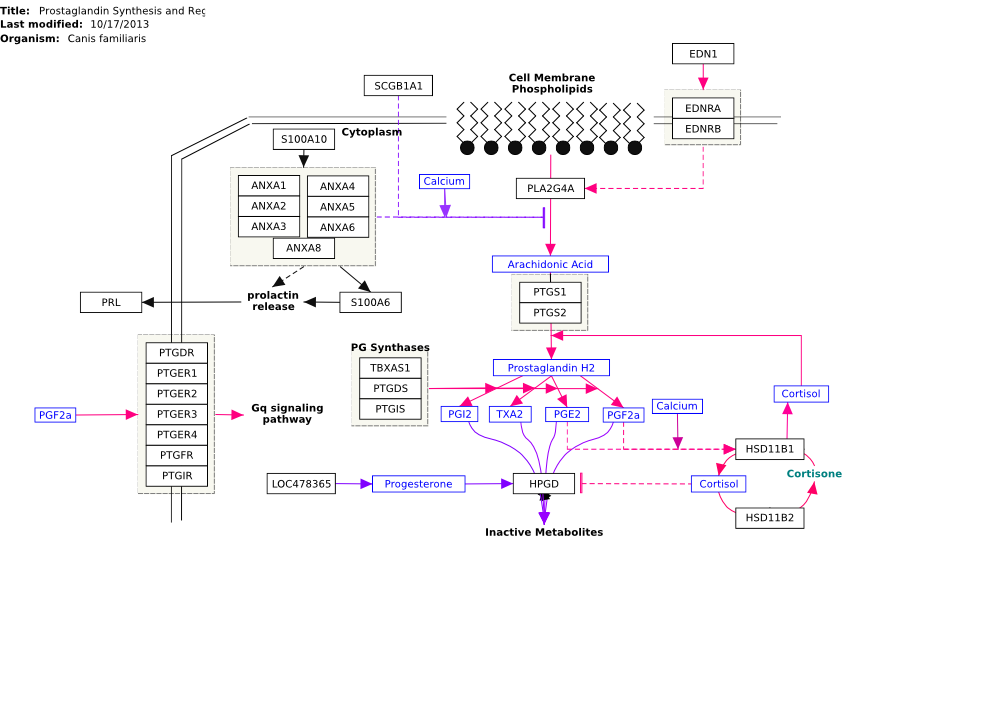 Title: Prostaglandin Synthesis and Reg
Last modified: 10/17/2013
Organism: Canis familiaris
EDN1
SCGB1A1
Cell Membrane
Phospholipids
EDNRA
EDNRB
Cytoplasm
S100A10
ANXA1
ANXA4
ANXA2
ANXA5
ANXA3
ANXA6
ANXA8
Calcium
PLA2G4A
Arachidonic Acid
PTGS1
PTGS2
PRL
prolactin
release
S100A6
PTGDR
PTGER1
PTGER2
PTGER3
PTGER4
PTGFR
PTGIR
PGF2a
Gq signaling
pathway
PG Synthases
TBXAS1
PTGDS
PTGIS
Prostaglandin H2
PGI2
TXA2
PGE2
PGF2a
Calcium
Cortisol
HSD11B1
Cortisone
Cortisol
HSD11B2
LOC478365
Progesterone
HPGD
Inactive Metabolites